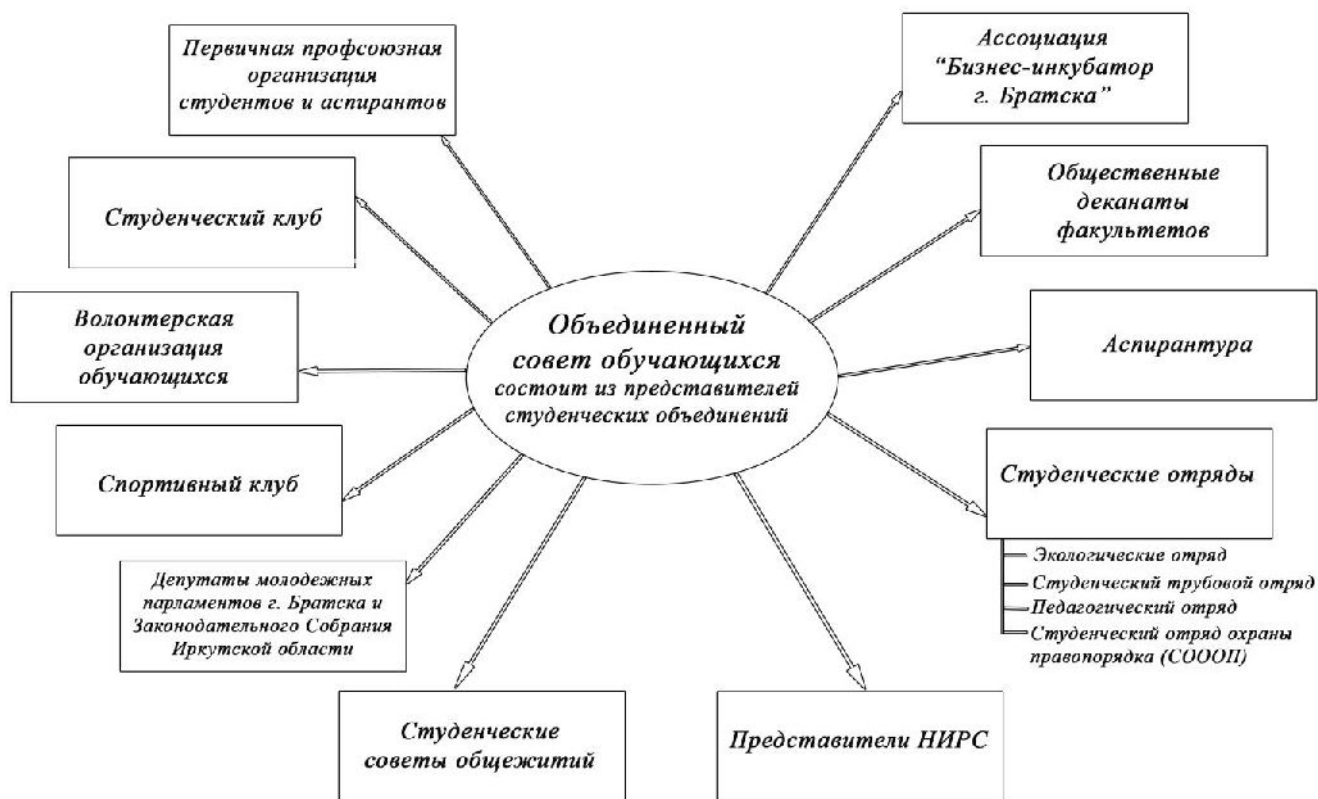 Первичная профсоюзная
организация
студентов и аспирантов
Ассоциация
“Бизнес-инкубатор
г. Братска”
Студенческий клуб
Общественные
деканаты
факультетов
Волонтерская
организация
обучающихся
Объединенный
совет обучающихся
состоит из представителей
студенческих объединений
Аспирантура
Спортивный клуб
Студенческие отряды
Экологические отряд
Студенческий трубовой отряд
Педагогический отряд
Студенческий отряд охраны
правопорядка (СОООП)
Депутаты молодежных
парламентов г. Братска и
Законодательного Собрания
Иркутской области
Студенческие
советы общежитий
Представители НИРС